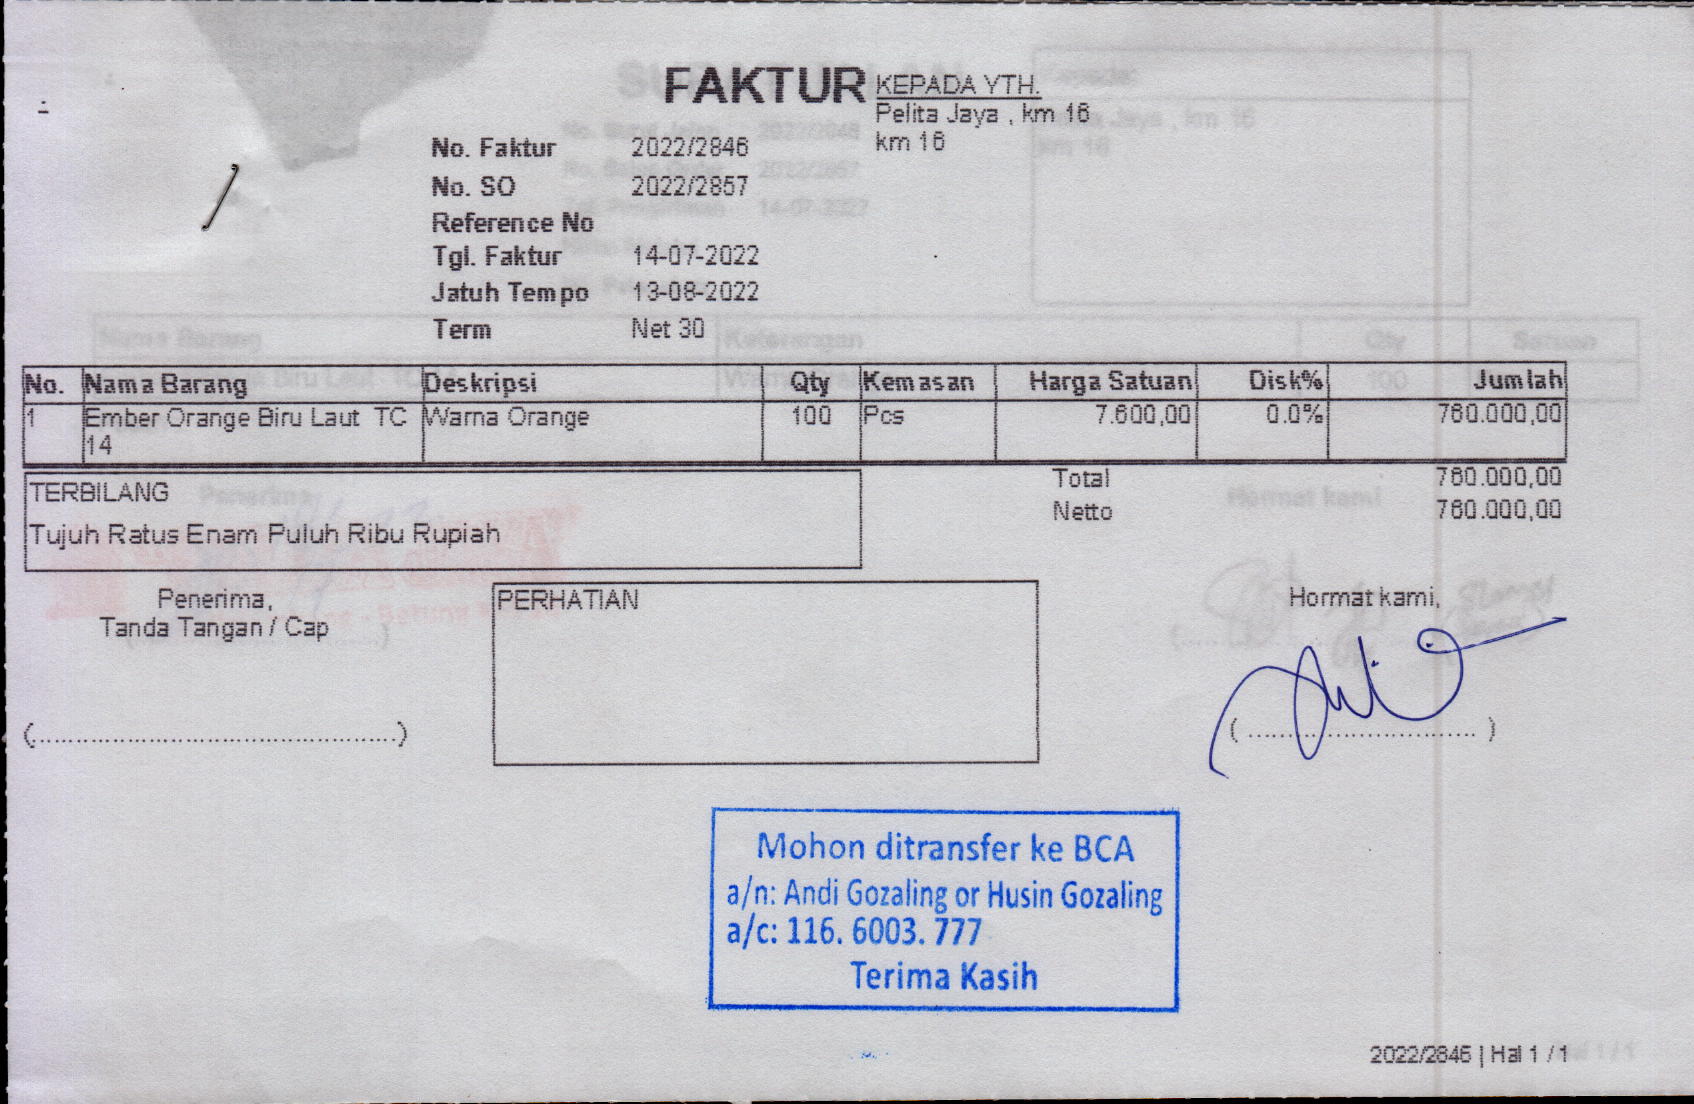 FAKTUR
KEPADA YTH.
Pelita Jaya , km 16
km 16
No. Faktur 2022/2846
No. SO 2022/2857
Reference No
Tgl. Faktur 14-07-2022
Jatuh Tempo 13-08-2022
Term Net 30
No. Nama Barang Deskripsi Qty Kemasan Harga Satuan Disk% Jumlah
1 Ember Orange Biru Laut TC Warna Orange 100 Pcs 7.600,00 0.0% 760.000,00
14
Total 760.000,00
Netto 760.000,00
TERBILANG
Tujuh Ratus Enam Puluh Ribu Rupiah
Penerima,
Tanda Tangan / Cap
(..............................................)
PERHATIAN
Hormat kami,
( .............................. )
Mohon ditransfer ke BCA
a/n: Andi Gozaling or Husin Gozaling
a/c: 116. 6003. 777
Terima Kasih
2022/2846 | Hal 1 / 1